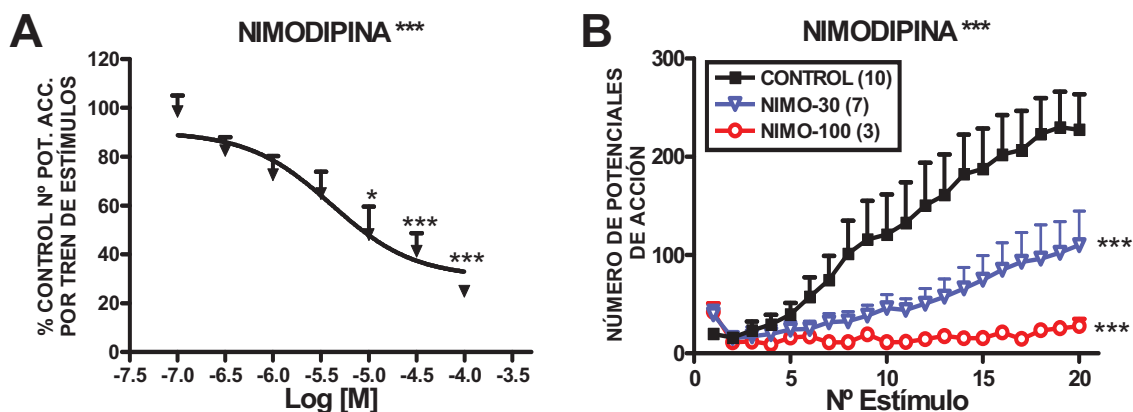 A
NIMODIPINA ***
% CONTROL Nº POT. ACC.
POR TREN DE ESTÍMULOS
120
100
80
60
40
20
0
*
***
***
-7.5 -7.0 -6.5 -6.0 -5.5 -5.0 -4.5 -4.0 -3.5
Log [M]
B
NIMODIPINA ***
NÚMERO DE POTENCIALES
DE ACCIÓN
300
200
100
0
CONTROL (10)
NIMO-30 (7)
NIMO-100 (3)
***
***
0 5 10 15 20
Nº Estímulo